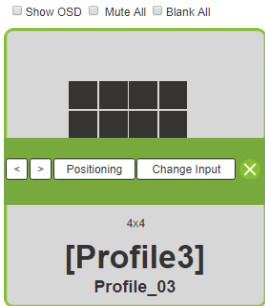 Show OSD Mute All Blank All
< > Positioning Change Input
4x4
[Profile3]
Profile_03